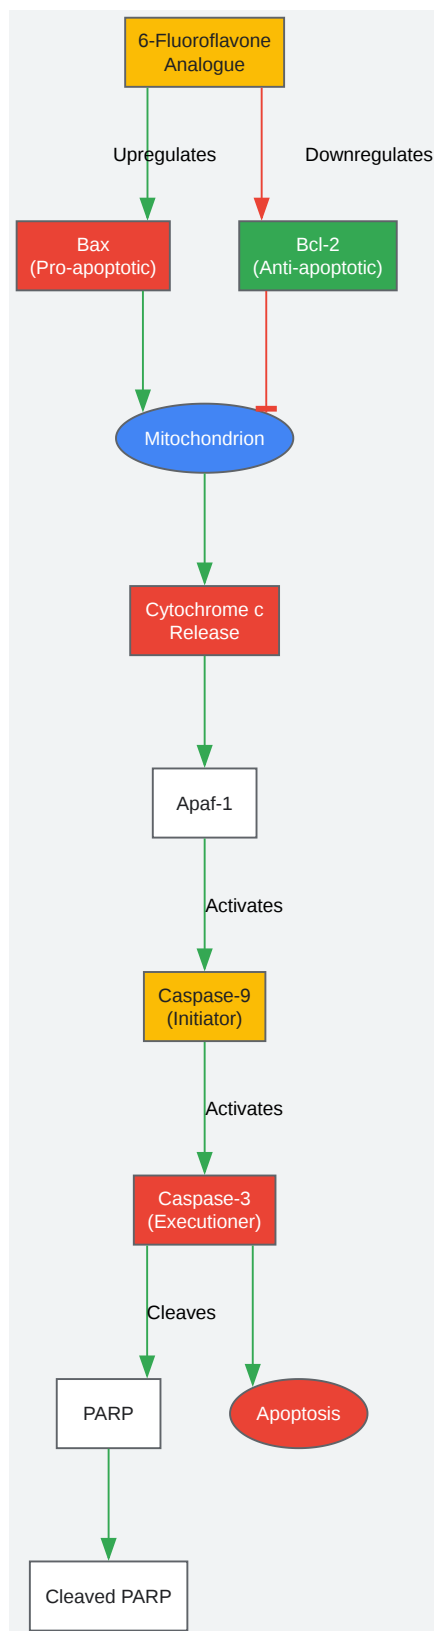 6-Fluoroflavone
Analogue
Upregulates
Downregulates
Bax
(Pro-apoptotic)
Bcl-2
(Anti-apoptotic)
Mitochondrion
Cytochrome c
Release
Apaf-1
Activates
Caspase-9
(Initiator)
Activates
Caspase-3
(Executioner)
Cleaves
PARP
Apoptosis
Cleaved PARP